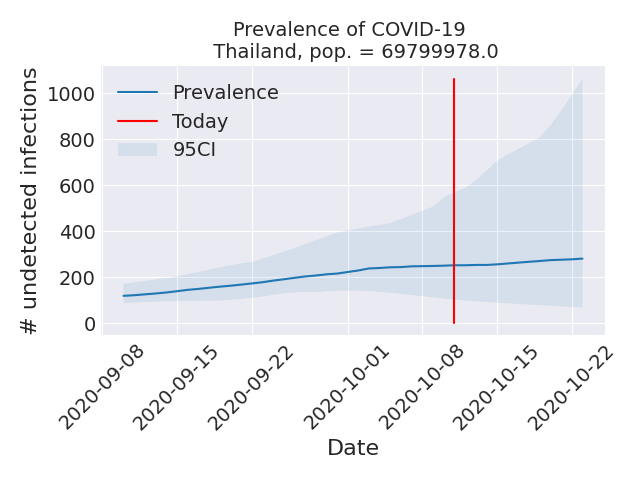 Prevalence of COVID-19
Thailand, pop. = 69799978.0
# undetected infections
1000
800
600
400
200
0
Prevalence
Today
95CI
2020-09-08
2020-09-15
2020-09-22
2020-10-01
2020-10-08
2020-10-15
2020-10-22
Date